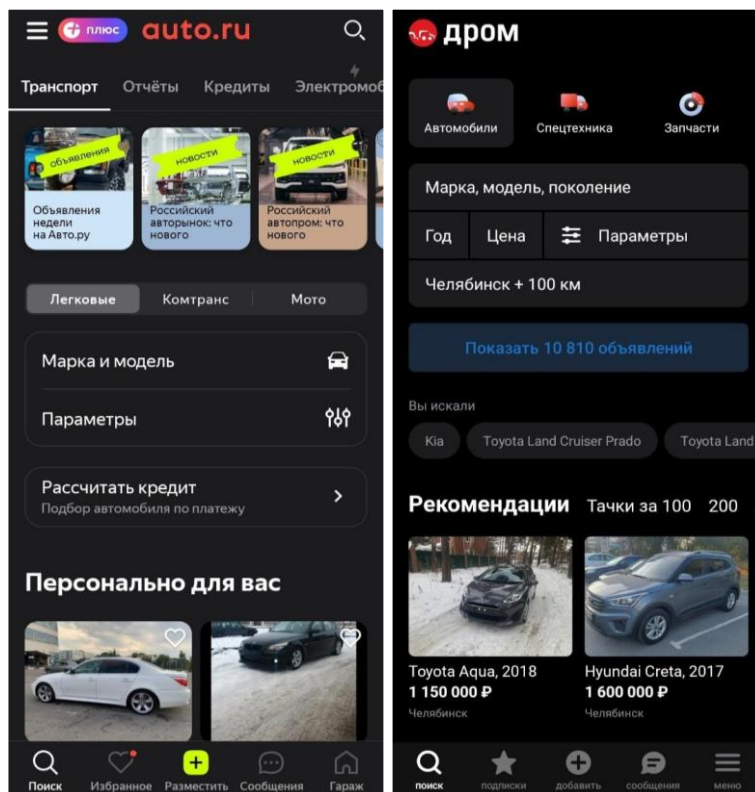 плюс auto.ru
Транспорт Отчёты Кредиты Электромоб
объявления
Объявления
недели
на Авто.ру
новости
Российский
авторынок: что
нового
новости
Российский
автопром: что
нового
Легковые Комтранс Мото
Марка и модель
Параметры
Рассчитать кредит
Подбор автомобиля по платежу
Персонально для вас
Поиск Избранное Разместить Сообщения Гараж
дром
Автомобили Спецтехника Запчасти
Марка, модель, поколение
Год Цена Параметры
Челябинск + 100 км
Показать 10 810 объявлений
Вы искали
Kia Toyota Land Cruiser Prado Toyota Land
Рекомендации Тачки за 100 200
Toyota Aqua, 2018
1 150 000 ₽
Челябинск
Hyundai Creta, 2017
1 600 000 ₽
Челябинск
поиск подписки добавить сообщения меню